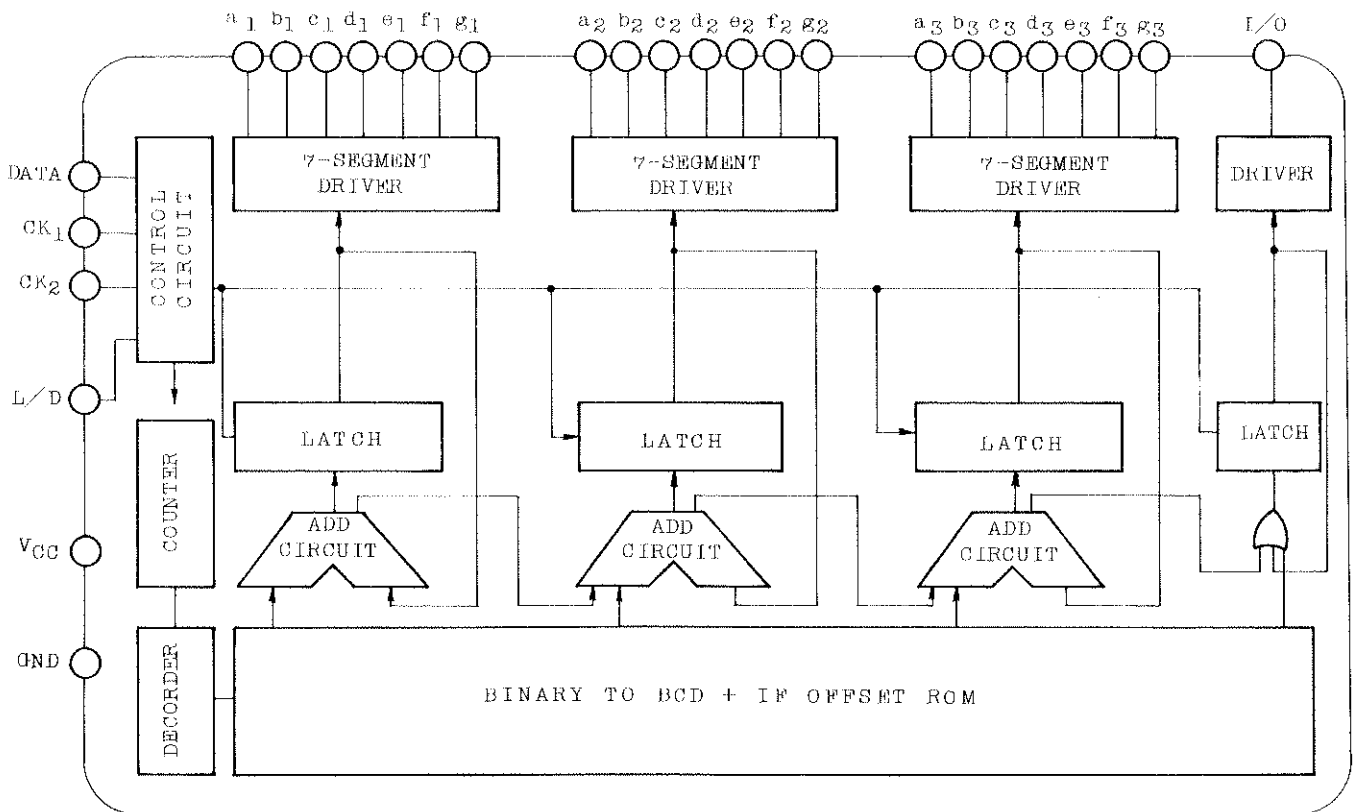 a1 b1 c1 d1 e1 f1 g1 a2 b2 c2 d2 e2 f2 g2 a3 b3 c3 d3 e3 f3 g3 I/O
DATA
CK1
CK2
L/D
VCC
GND
CONTROL
CIRCUIT
COUNTER
DECORDER
7-SEGMENT
DRIVER
7-SEGMENT
DRIVER
7-SEGMENT
DRIVER
DRIVER
LATCH
LATCH
LATCH
LATCH
ADD
CIRCUIT
ADD
CIRCUIT
ADD
CIRCUIT
BINARY TO BCD + IF OFFSET ROM